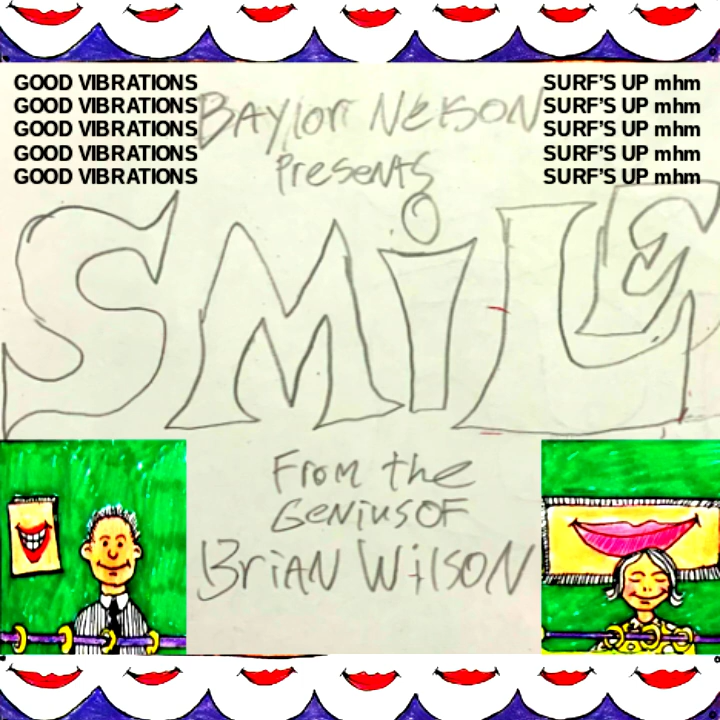 GOOD VIBRATIONS
GOOD VIBRATIONS
GOOD VIBRATIONS
GOOD VIBRATIONS
GOOD VIBRATIONS
SURF'S UP mhm
SURF'S UP mhm
SURF'S UP mhm
SURF'S UP mhm
SURF'S UP mhm
BAylor NeLSON
Presents
SMiLE
From the
GeNiusOF
BriAN WilSON